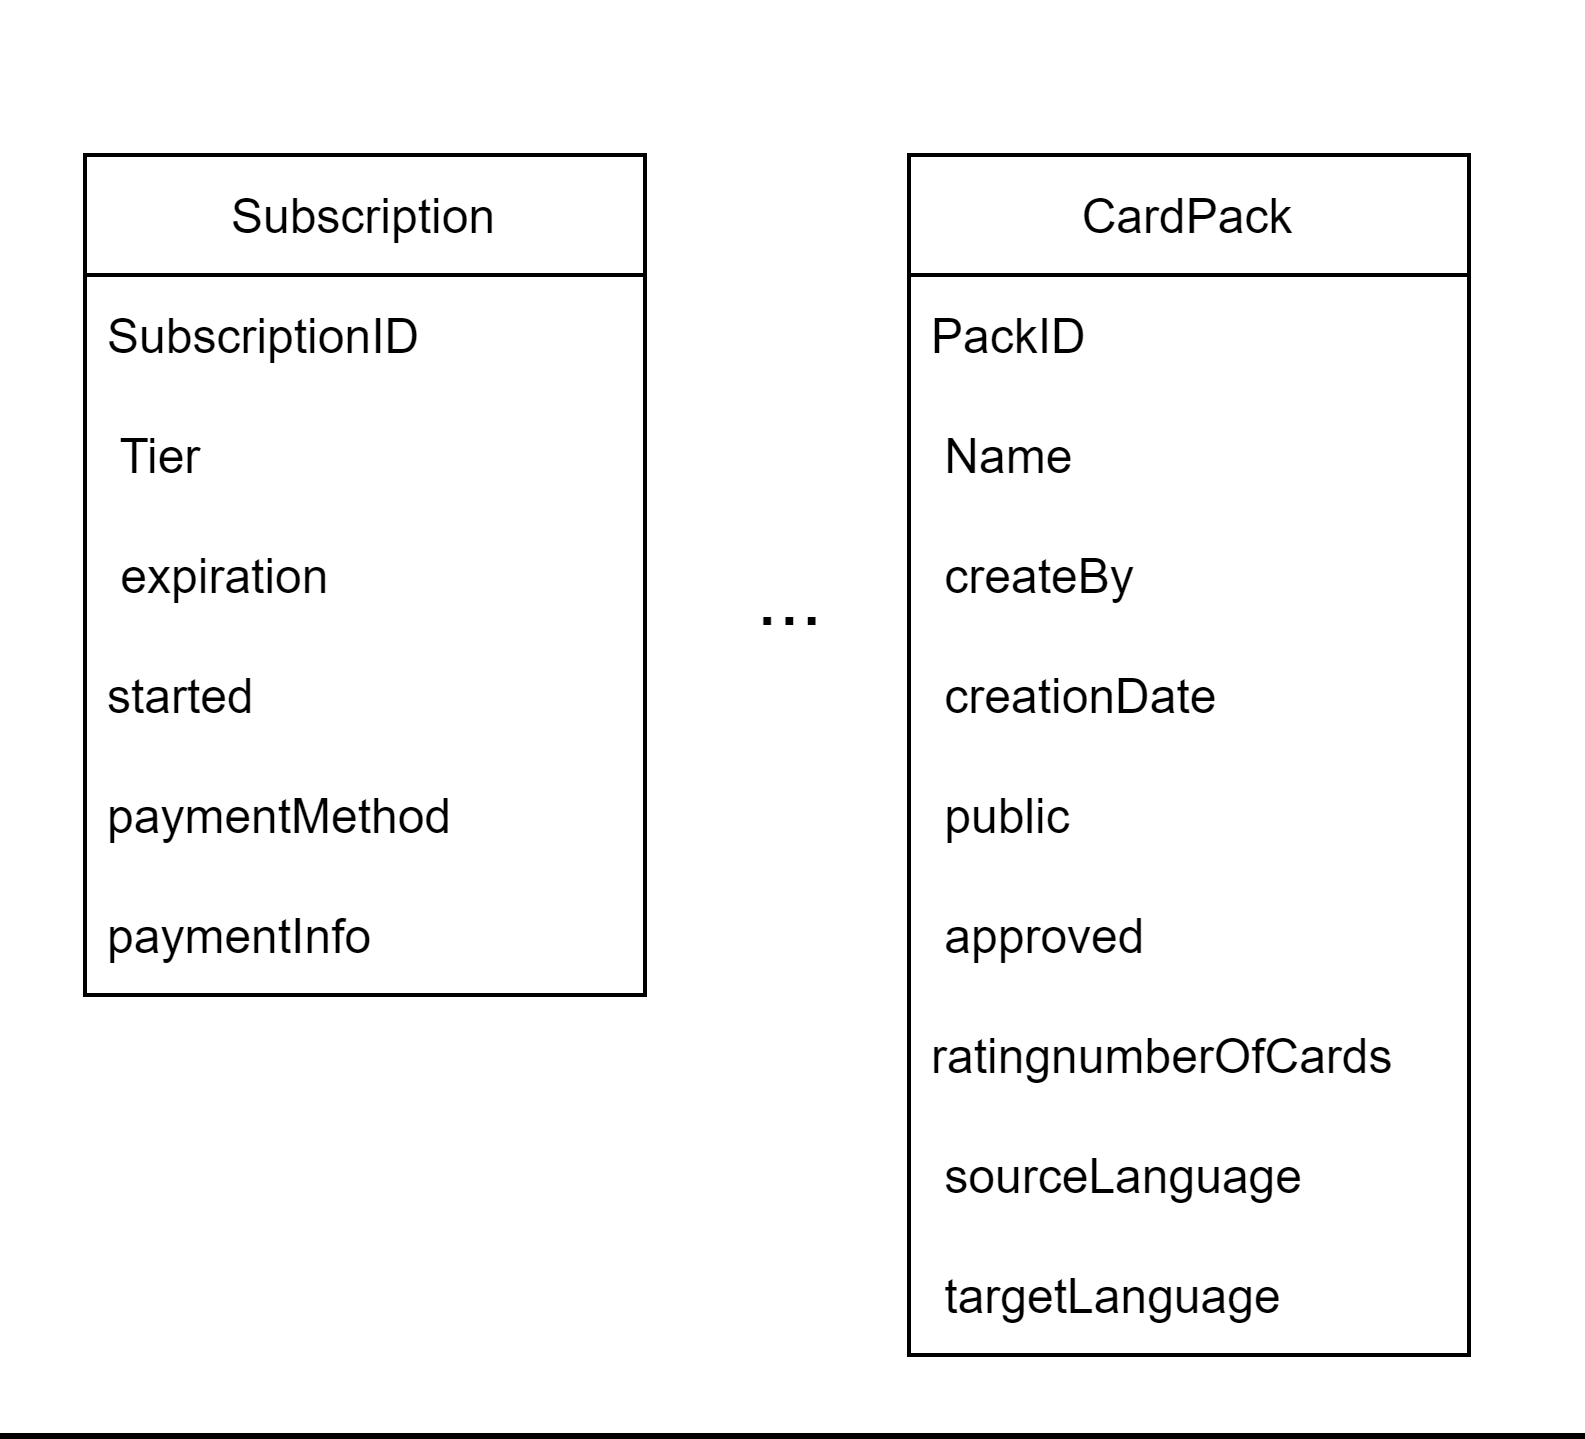 Subscription
SubscriptionID
Tier
expiration
started
paymentMethod
paymentInfo
...
CardPack
PackID
Name
createBy
creationDate
public
approved
ratingnumberOfCards
sourceLanguage
targetLanguage